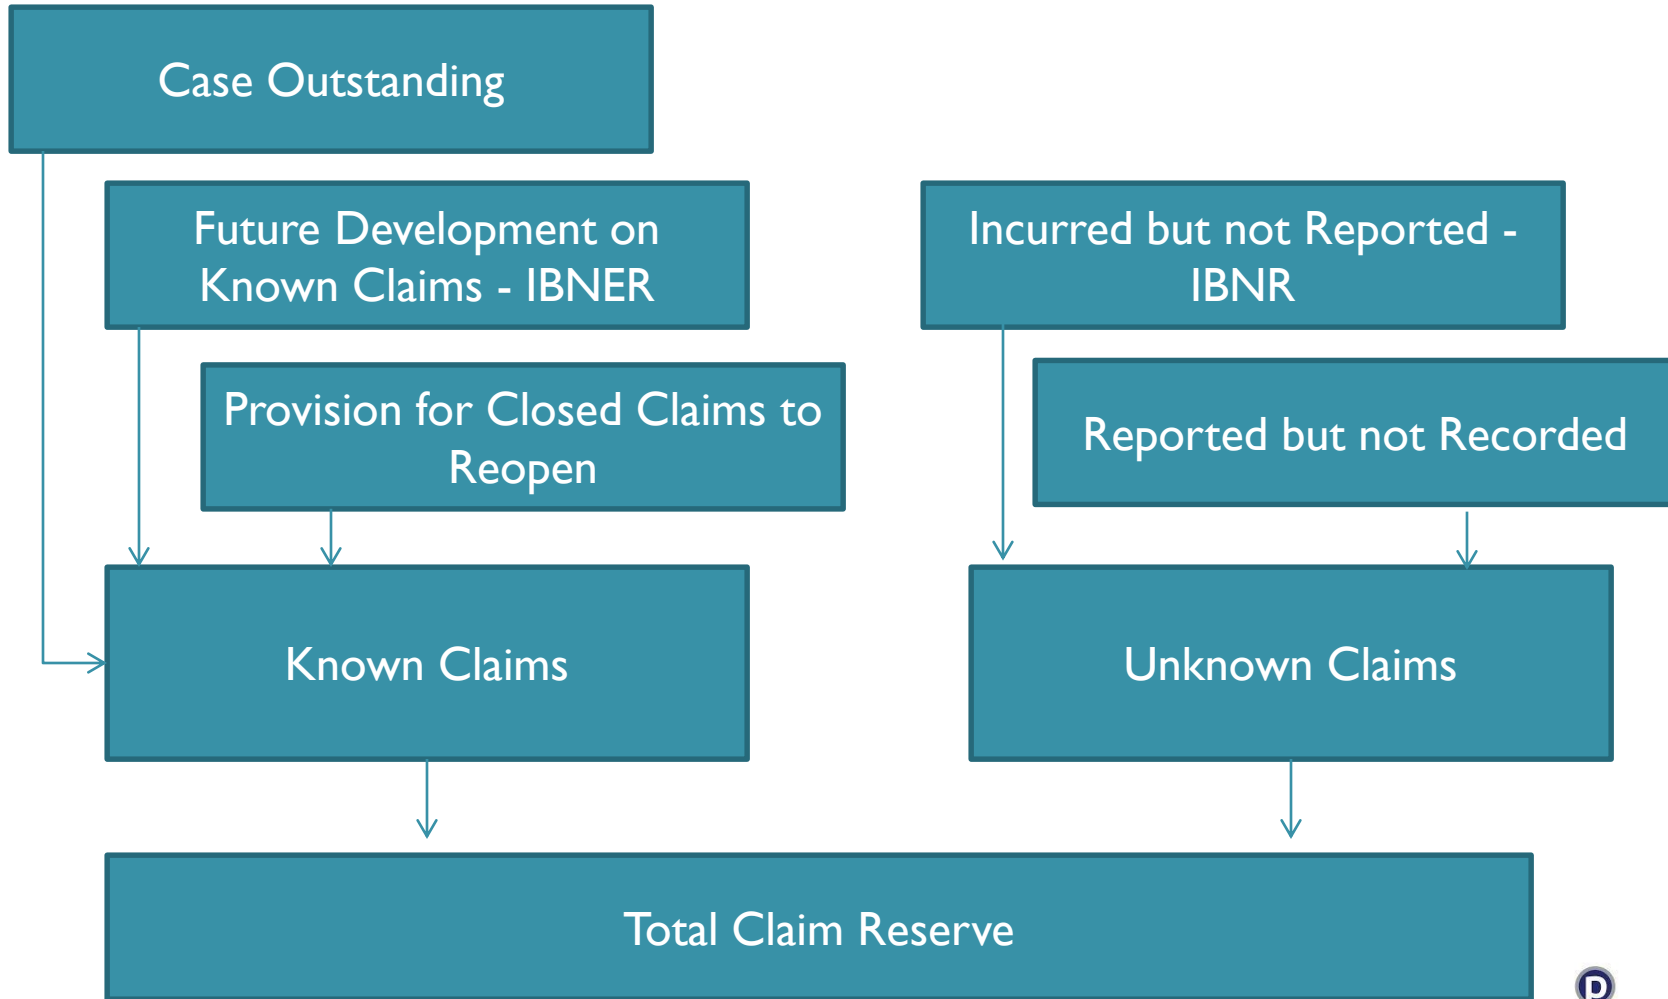 Case Outstanding
Future Development on
Known Claims - IBNER
Incurred but not Reported -
IBNR
Provision for Closed Claims to
Reopen
Reported but not Recorded
Known Claims
Unknown Claims
Total Claim Reserve
p